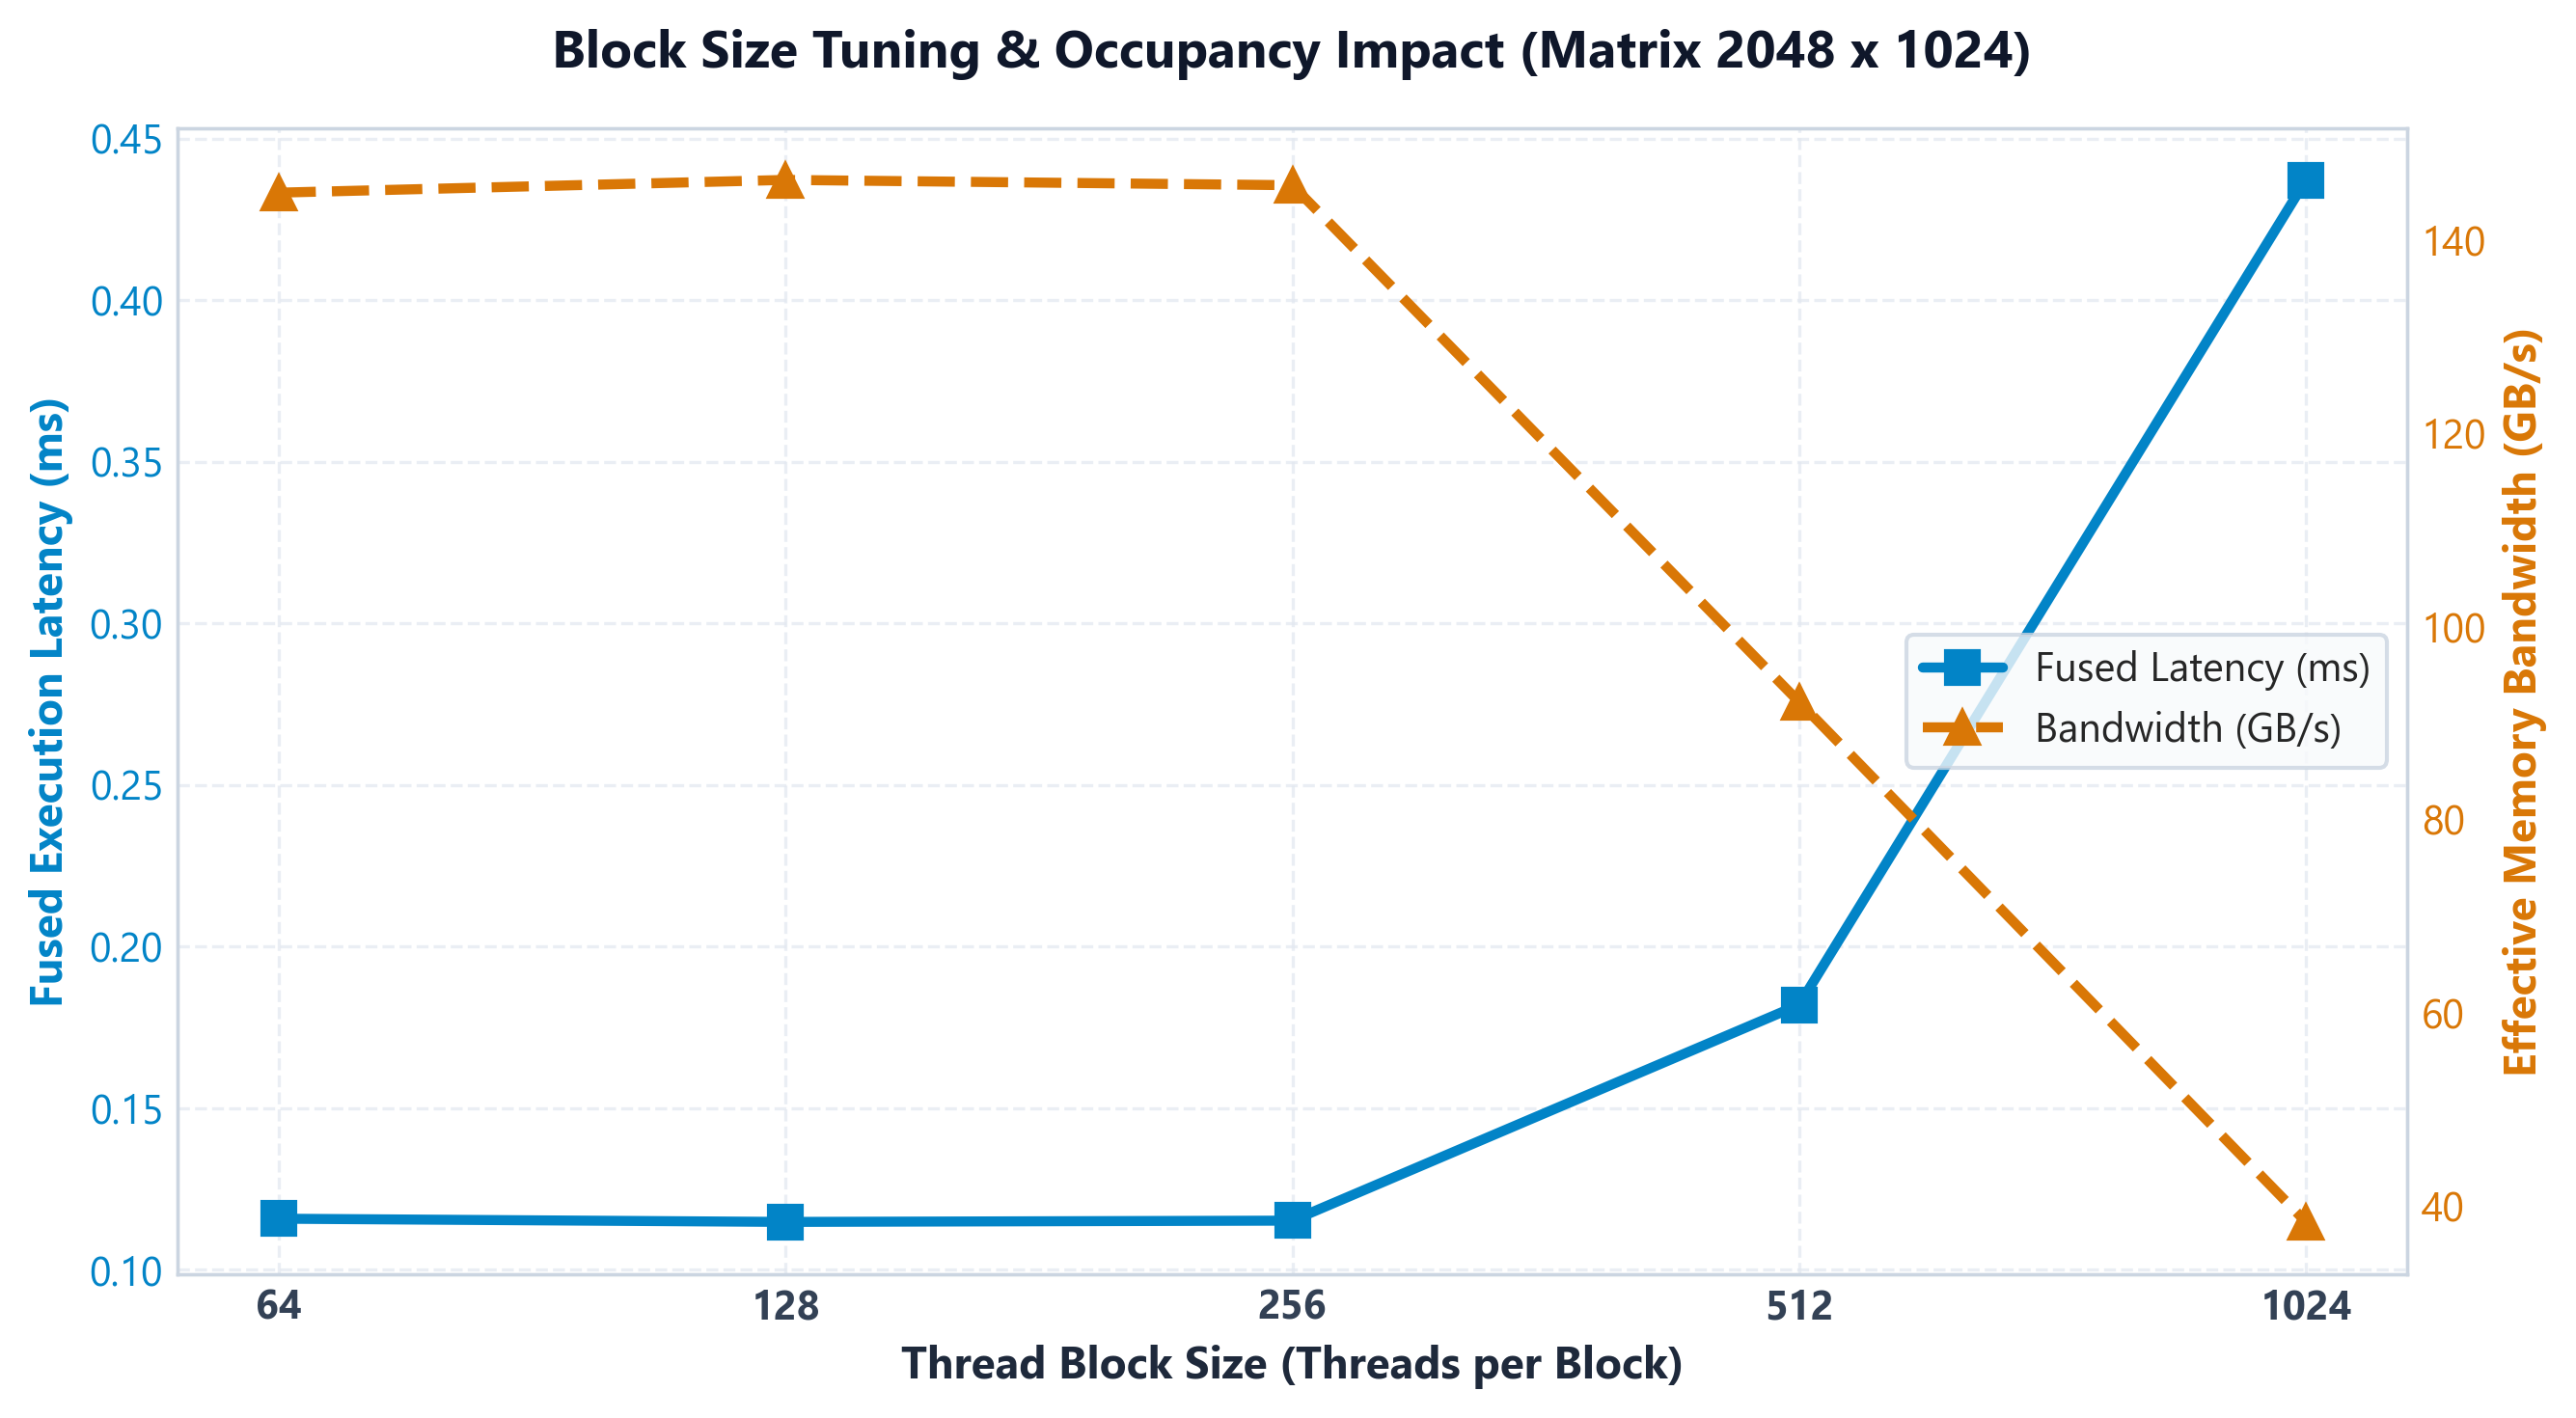 Block Size Tuning & Occupancy Impact (Matrix 2048 x 1024)
Fused Execution Latency (ms)
0.45
0.40
0.35
0.30
0.25
0.20
0.15
0.10
64 128 256 512 1024
Thread Block Size (Threads per Block)
Fused Latency (ms)
Bandwidth (GB/s)
140
120
100
80
60
40
Effective Memory Bandwidth (GB/s)